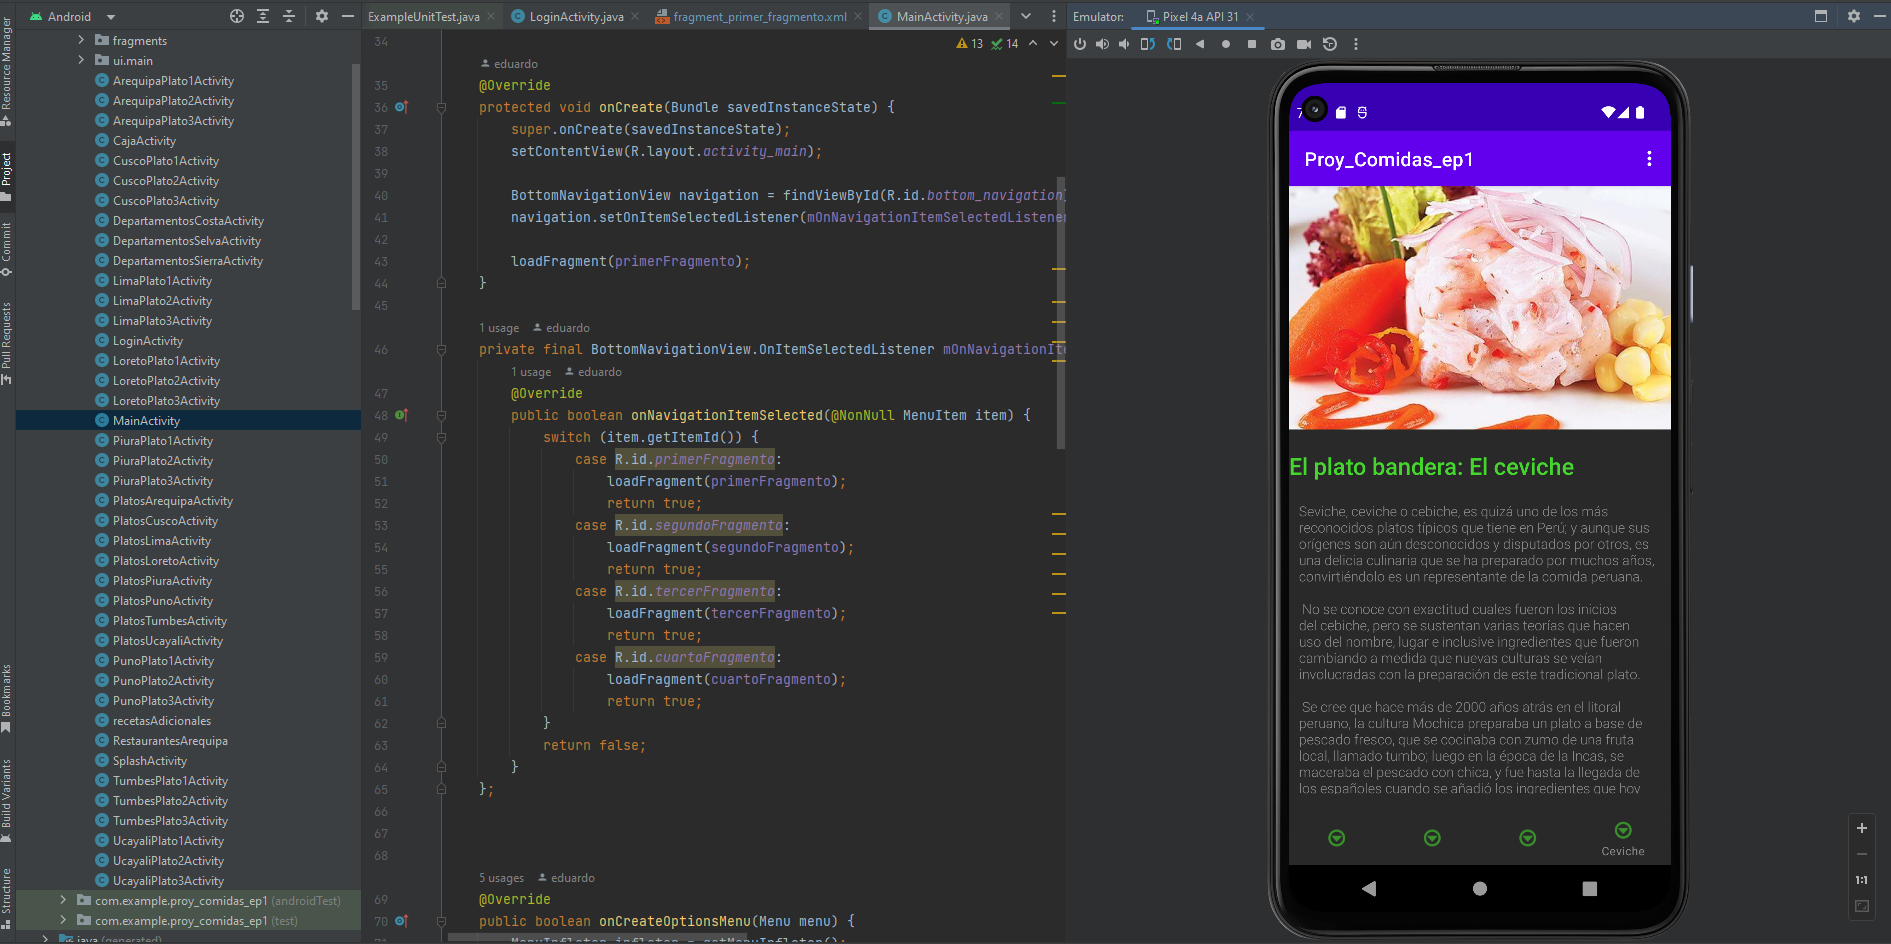 Android
ExampleUnitTest.java
LoginActivity.java
fragment_primer_fragmento.xml
MainActivity.java
Emulator:
Pixel 4a API 31
Resource Manager
Project
Commit
Pull Requests
Bookmarks
Build Variants
Structure
fragments
ui.main
ArequipaPlato1Activity
ArequipaPlato2Activity
ArequipaPlato3Activity
CajaActivity
CuscoPlato1Activity
CuscoPlato2Activity
CuscoPlato3Activity
DepartamentosCostaActivity
DepartamentosSelvaActivity
DepartamentosSierraActivity
LimaPlato1Activity
LimaPlato2Activity
LimaPlato3Activity
LoginActivity
LoretoPlato1Activity
LoretoPlato2Activity
LoretoPlato3Activity
MainActivity
PiuraPlato1Activity
PiuraPlato2Activity
PiuraPlato3Activity
PlatosArequipaActivity
PlatosCuscoActivity
PlatosLimaActivity
PlatosLoretoActivity
PlatosPiuraActivity
PlatosPunoActivity
PlatosTumbesActivity
PlatosUcayaliActivity
PunoPlato1Activity
PunoPlato2Activity
PunoPlato3Activity
recetasAdicionales
RestaurantesArequipa
SplashActivity
TumbesPlato1Activity
TumbesPlato2Activity
TumbesPlato3Activity
UcayaliPlato1Activity
UcayaliPlato2Activity
UcayaliPlato3Activity
com.example.proy_comidas_ep1 (androidTest)
com.example.proy_comidas_ep1 (test)
java (generated)
13 14
34
eduardo
35 @Override
36 protected void onCreate(Bundle savedInstanceState) {
37 super.onCreate(savedInstanceState);
38 setContentView(R.layout.activity_main);
39
40 BottomNavigationView navigation = findViewById(R.id.bottom_navigation)
41 navigation.setOnItemSelectedListener(mOnNavigationItemSelectedListener
42
43 loadFragment(primerFragmento);
44 }
45
1 usage eduardo
46 private final BottomNavigationView.OnItemSelectedListener mOnNavigationIte
1 usage eduardo
47 @Override
48 public boolean onNavigationItemSelected(@NonNull MenuItem item) {
49 switch (item.getItemId()) {
50 case R.id.primerFragmento:
51 loadFragment(primerFragmento);
52 return true;
53 case R.id.segundoFragmento:
54 loadFragment(segundoFragmento);
55 return true;
56 case R.id.tercerFragmento:
57 loadFragment(tercerFragmento);
58 return true;
59 case R.id.cuartoFragmento:
60 loadFragment(cuartoFragmento);
61 return true;
62 }
63 return false;
64 }
65 };
66
67
68
5 usages eduardo
69 @Override
70 public boolean onCreateOptionsMenu(Menu menu) {
71 MenuInflater inflater = getMenuInflater();
7
Proy_Comidas_ep1
El plato bandera: El ceviche
Seviche, ceviche o cebiche, es quizá uno de los más
reconocidos platos típicos que tiene en Perú; y aunque sus
orígenes son aún desconocidos y disputados por otros, es
una delicia culinaria que se ha preparado por muchos años,
convirtiéndolo es un representante de la comida peruana.
No se conoce con exactitud cuales fueron los inicios
del cebiche, pero se sustentan varias teorías que hacen
uso del nombre, lugar e inclusive ingredientes que fueron
cambiando a medida que nuevas culturas se veían
involucradas con la preparación de este tradicional plato.
Se cree que hace más de 2000 años atrás en el litoral
peruano, la cultura Mochica preparaba un plato a base de
pescado fresco, que se cocinaba con zumo de una fruta
local, llamado tumbo; luego en la época de la Incas, se
maceraba el pescado con chica, y fue hasta la llegada de
los españoles cuando se añadió los ingredientes que hoy
Ceviche
1:1